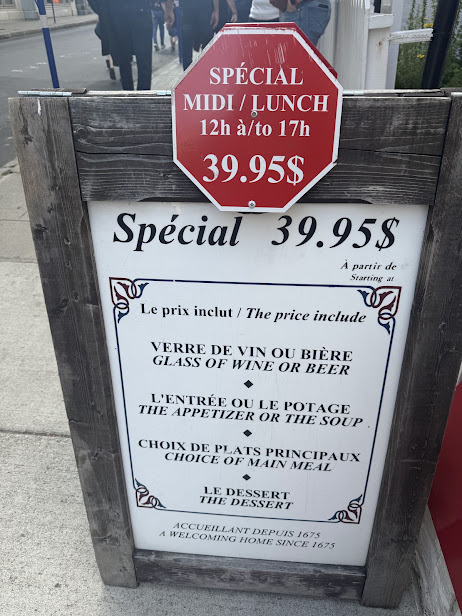 SPÉCIAL
MIDI / LUNCH
12h à/to 17h
39.95$
Spécial 39.95$
À partir de
Starting at
Le prix inclut / The price include
VERRE DE VIN OU BIÈRE
GLASS OF WINE OR BEER
L'ENTRÉE OU LE POTAGE
THE APPETIZER OR THE SOUP
CHOIX DE PLATS PRINCIPAUX
CHOICE OF MAIN MEAL
LE DESSERT
THE DESSERT
ACCUEILLANT DEPUIS 1675
A WELCOMING HOME SINCE 1675